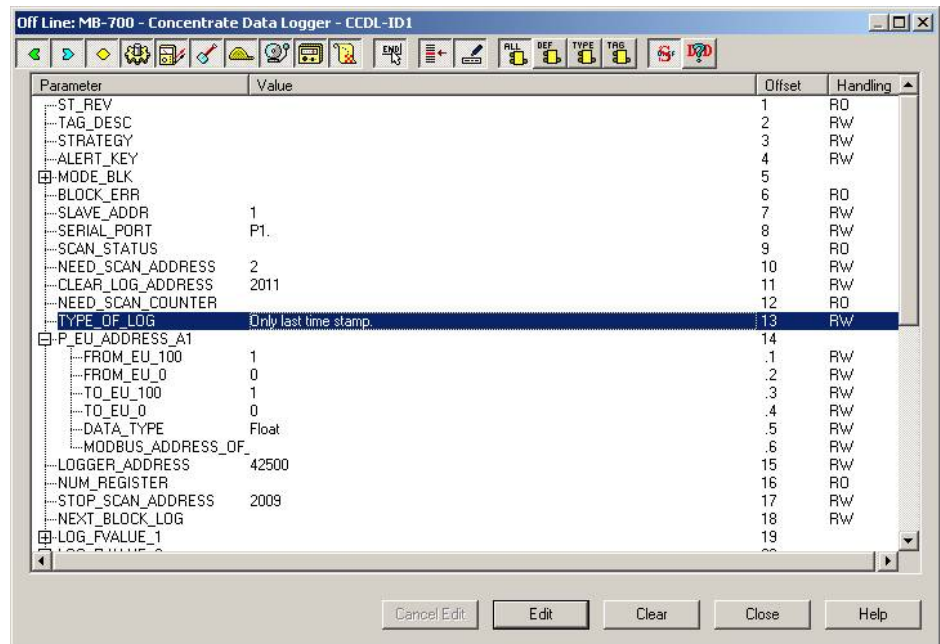 Off Line: MB-700 - Concentrate Data Logger - CCDL-ID1
END ALL DEF TYPE TAG
Parameter Value Offset Handling
ST_REV 1 RO
TAG_DESC 2 RW
STRATEGY 3 RW
ALERT_KEY 4 RW
MODE_BLK 5
BLOCK_ERR 6 RO
SLAVE_ADDR 1 7 RW
SERIAL_PORT P1. 8 RW
SCAN_STATUS 9 RO
NEED_SCAN_ADDRESS 2 10 RW
CLEAR_LOG_ADDRESS 2011 11 RW
NEED_SCAN_COUNTER 12 RO
TYPE_OF_LOG Only last time stamp. 13 RW
P_EU_ADDRESS_A1 14
FROM_EU_100 1 .1 RW
FROM_EU_0 0 .2 RW
TO_EU_100 1 .3 RW
TO_EU_0 0 .4 RW
DATA_TYPE Float .5 RW
MODBUS_ADDRESS_OF_ .6 RW
LOGGER_ADDRESS 42500 15 RW
NUM_REGISTER 16 RO
STOP_SCAN_ADDRESS 2009 17 RW
NEXT_BLOCK_LOG 18 RW
LOG_FVALUE_1 19
Cancel Edit Edit Clear Close Help